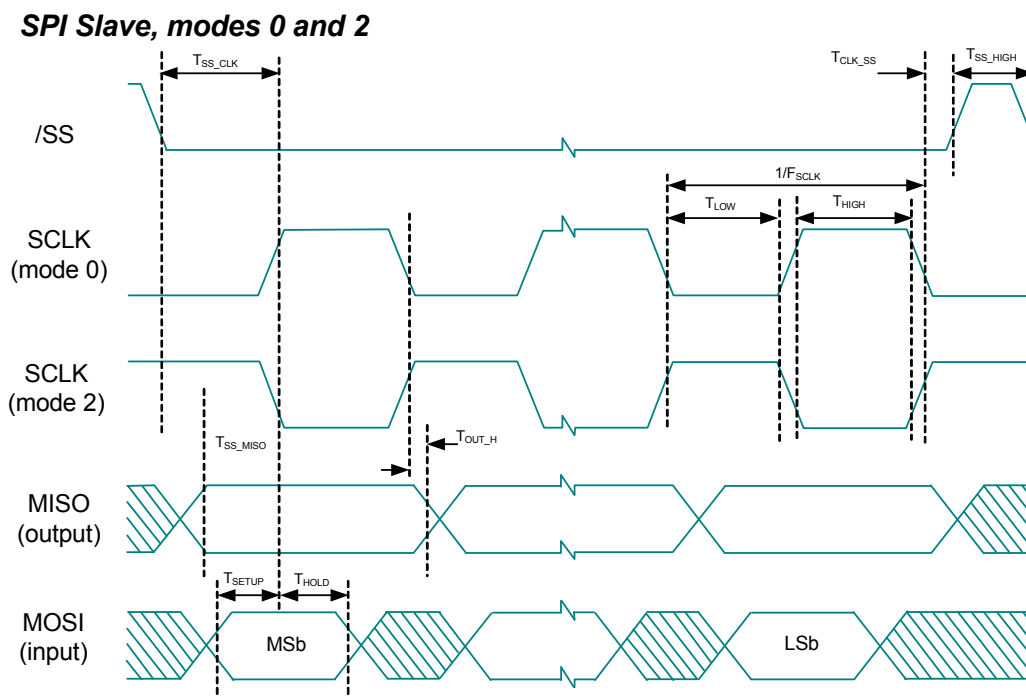 SPI Slave, modes 0 and 2
TSS_CLK
TCLK_SS
TSS_HIGH
/SS
1/FSCLK
TLOW
THIGH
SCLK
(mode 0)
SCLK
(mode 2)
TSS_MISO
TOUT_H
MISO
(output)
TSETUP
THOLD
MOSI
(input)
MSb
LSb